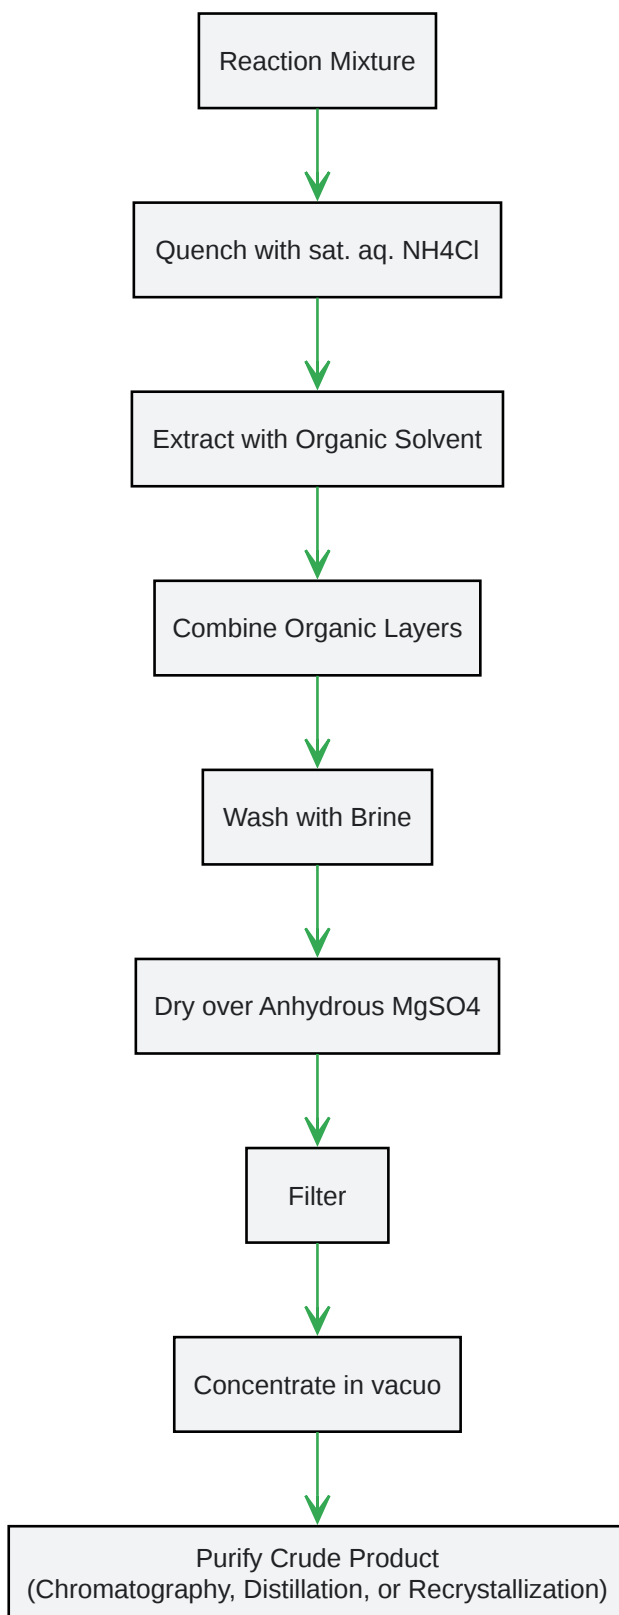 Reaction Mixture
Quench with sat. aq. NH4Cl
Extract with Organic Solvent
Combine Organic Layers
Wash with Brine
Dry over Anhydrous MgSO4
Filter
Concentrate in vacuo
Purify Crude Product
(Chromatography, Distillation, or Recrystallization)